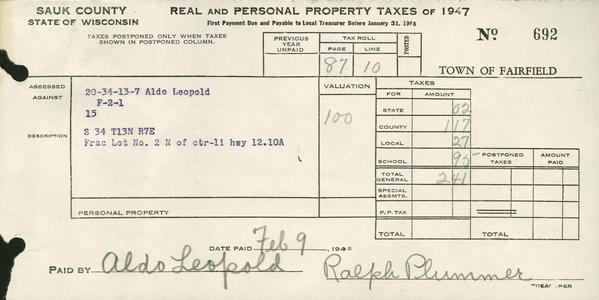 SAUK COUNTY
STATE OF WISCONSIN
REAL AND PERSONAL PROPERTY TAXES OF 1947
First Payment Due and Payable to Local Treasurer Before January 31, 1948
TAXES POSTPONED ONLY WHEN TAXES
SHOWN IN POSTPONED COLUMN.
PREVIOUS
YEAR
UNPAID
TAX ROLL
PAGE LINE
POSTED
87 10
No 692
TOWN OF FAIRFIELD
ASSESSED
AGAINST
20-34-13-7 Aldo Leopold
F-2-1
15
DESCRIPTION
S 34 T13N R7E
Frac Lot No. 2 N of ctr-li hwy 12.10A
PERSONAL PROPERTY
VALUATION
100
TAXES
FOR AMOUNT
STATE 02
COUNTY 117
LOCAL 27
SCHOOL 95
TOTAL
GENERAL 241
SPECIAL
ASSMTS.
P. P. TAX
TOTAL
POSTPONED
TAXES
AMOUNT
PAID
TOTAL
DATE PAID Feb 9, 1948
PAID BY Aldo Leopold Ralph Plummer